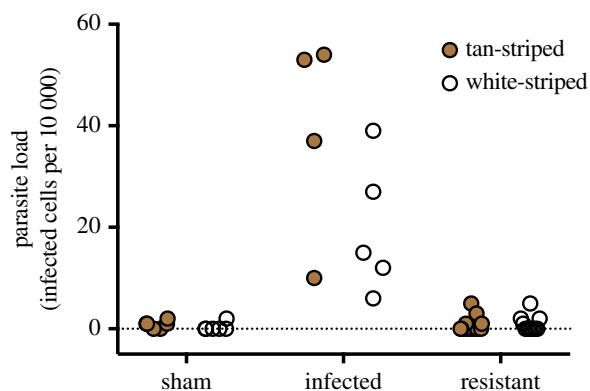 parasite load
(infected cells per 10 000)
60
40
20
0
tan-striped
white-striped
sham
infected
resistant